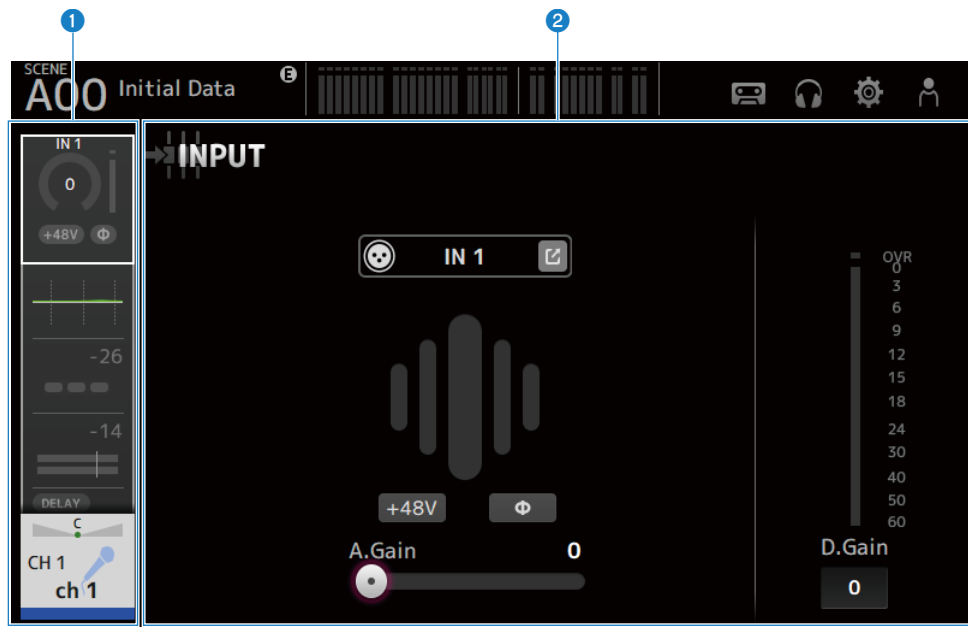 1
2
SCENE
A00 Initial Data E
IN 1
0
+48V Φ
-26
-14
DELAY
C
CH 1
ch 1
INPUT
IN 1
+48V Φ
A.Gain 0
OVR
0
3
6
9
12
15
18
24
30
40
50
60
D.Gain
0